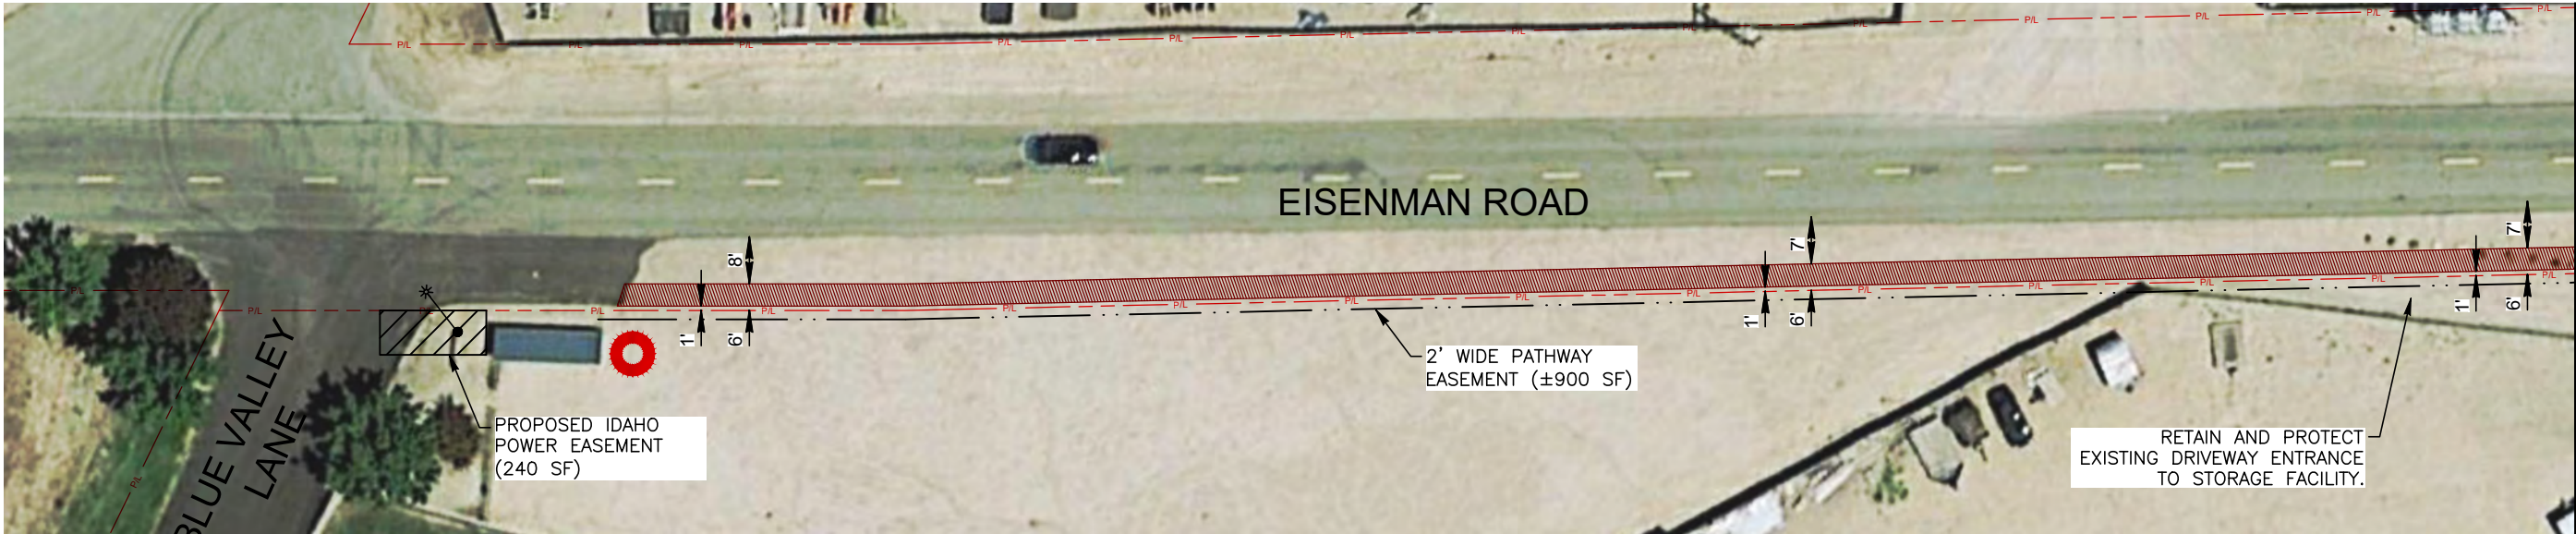 P/L P/L P/L P/L P/L P/L P/L P/L P/L P/L P/L P/L P/L
EISENMAN ROAD
8' 7' 7'
P/L P/L P/L P/L P/L P/L P/L P/L P/L P/L P/L P/L P/L P/L
1' 6' 1' 6' 1' 6'
2' WIDE PATHWAY
EASEMENT (±900 SF)
PROPOSED IDAHO
POWER EASEMENT
(240 SF)
RETAIN AND PROTECT
EXISTING DRIVEWAY ENTRANCE
TO STORAGE FACILITY.
BLUE VALLEY
LANE
P/L